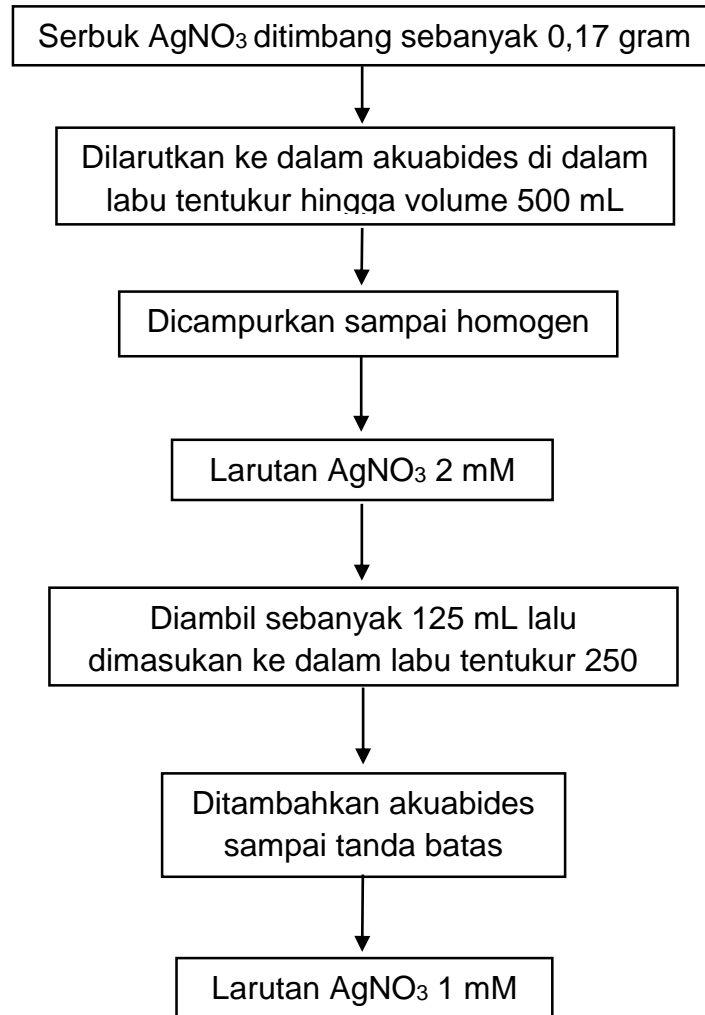 Serbuk AgNO₃ ditimbang sebanyak 0,17 gram
Dilarutkan ke dalam akuabides di dalam
labu tentukur hingga volume 500 mL
Dicampurkan sampai homogen
Larutan AgNO₃ 2 mM
Diambil sebanyak 125 mL lalu
dimasukan ke dalam labu tentukur 250
Ditambahkan akuabides
sampai tanda batas
Larutan AgNO₃ 1 mM